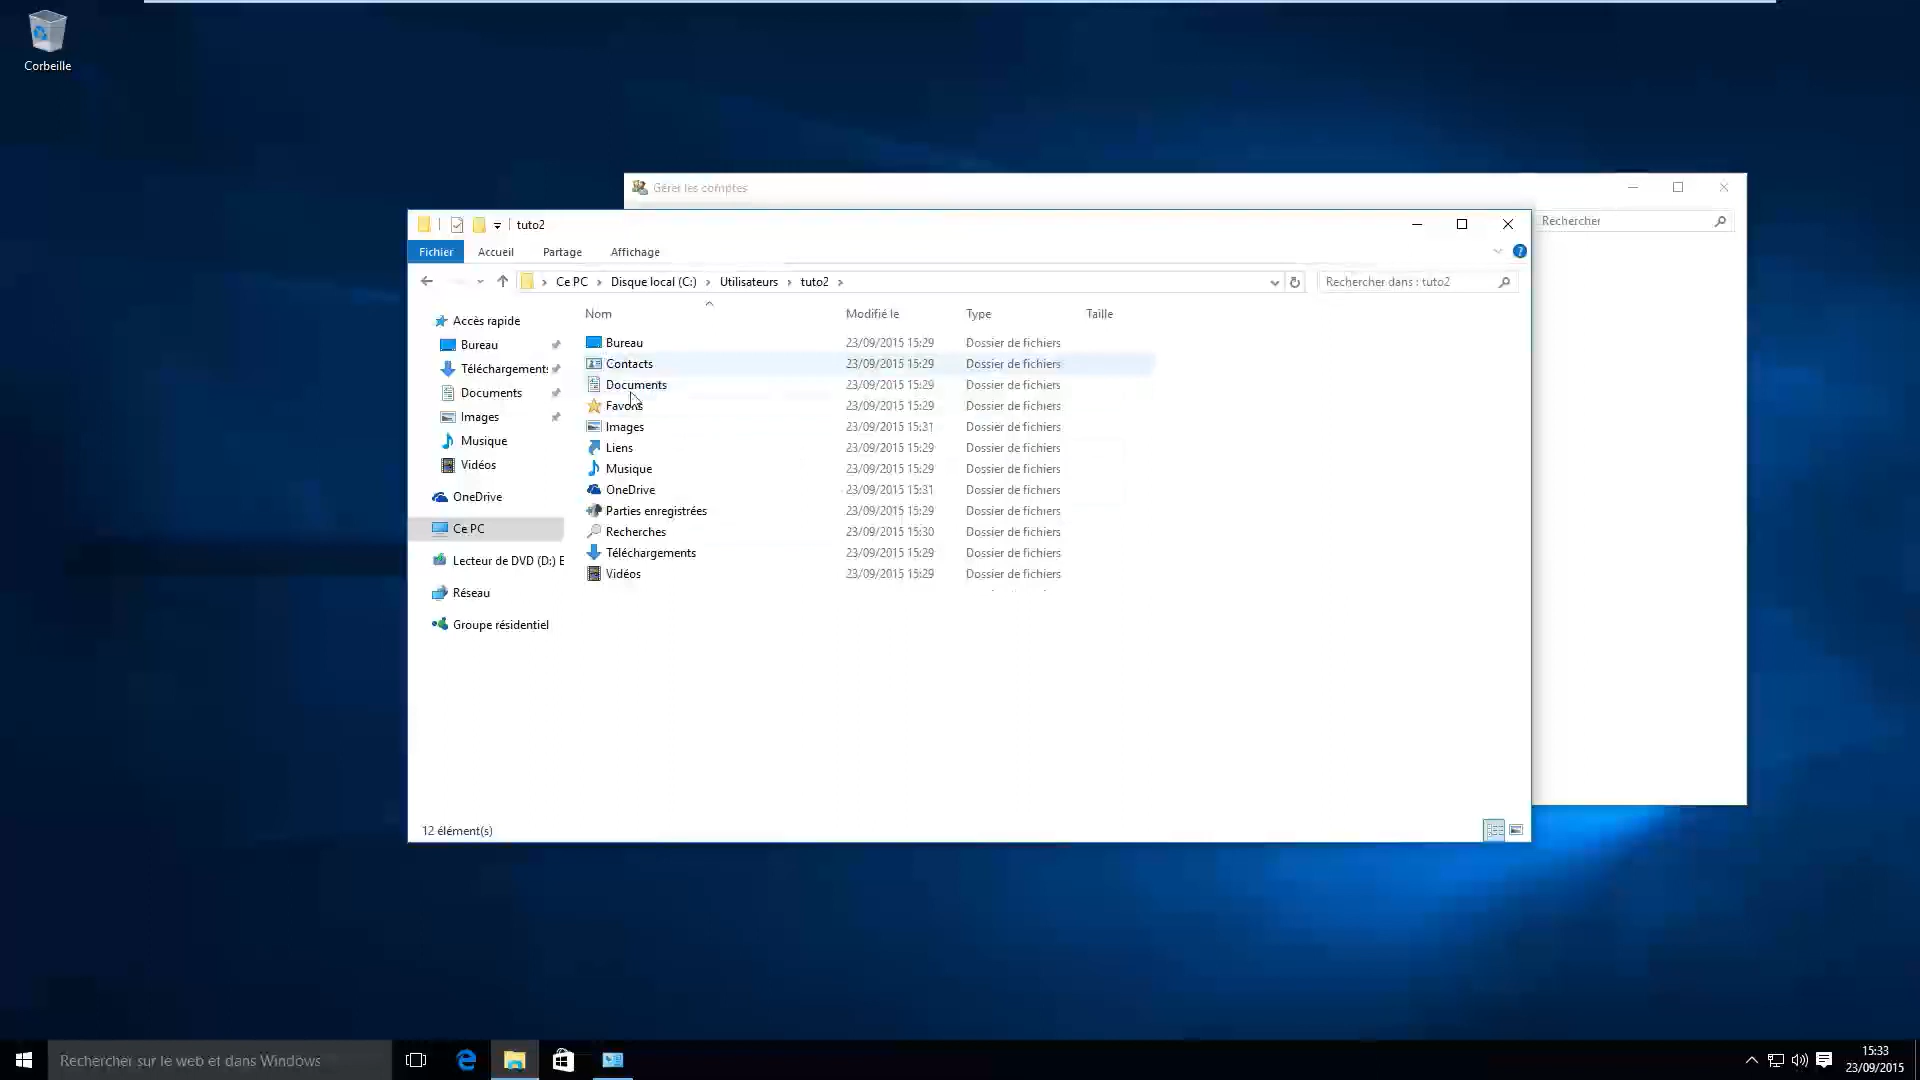 Corbeille
Gérer les comptes
Rechercher
tuto2
Fichier Accueil Partage Affichage
Ce PC Disque local (C:) Utilisateurs tuto2
Rechercher dans : tuto2
Accès rapide
Bureau
Téléchargement
Documents
Images
Musique
Vidéos
OneDrive
Ce PC
Lecteur de DVD (D:) E
Réseau
Groupe résidentiel
Nom Modifié le Type Taille
Bureau 23/09/2015 15:29 Dossier de fichiers
Contacts 23/09/2015 15:29 Dossier de fichiers
Documents 23/09/2015 15:29 Dossier de fichiers
Favoris 23/09/2015 15:29 Dossier de fichiers
Images 23/09/2015 15:31 Dossier de fichiers
Liens 23/09/2015 15:29 Dossier de fichiers
Musique 23/09/2015 15:29 Dossier de fichiers
OneDrive 23/09/2015 15:31 Dossier de fichiers
Parties enregistrées 23/09/2015 15:29 Dossier de fichiers
Recherches 23/09/2015 15:30 Dossier de fichiers
Téléchargements 23/09/2015 15:29 Dossier de fichiers
Vidéos 23/09/2015 15:29 Dossier de fichiers
12 élément(s)
Rechercher sur le web et dans Windows
15:33
23/09/2015